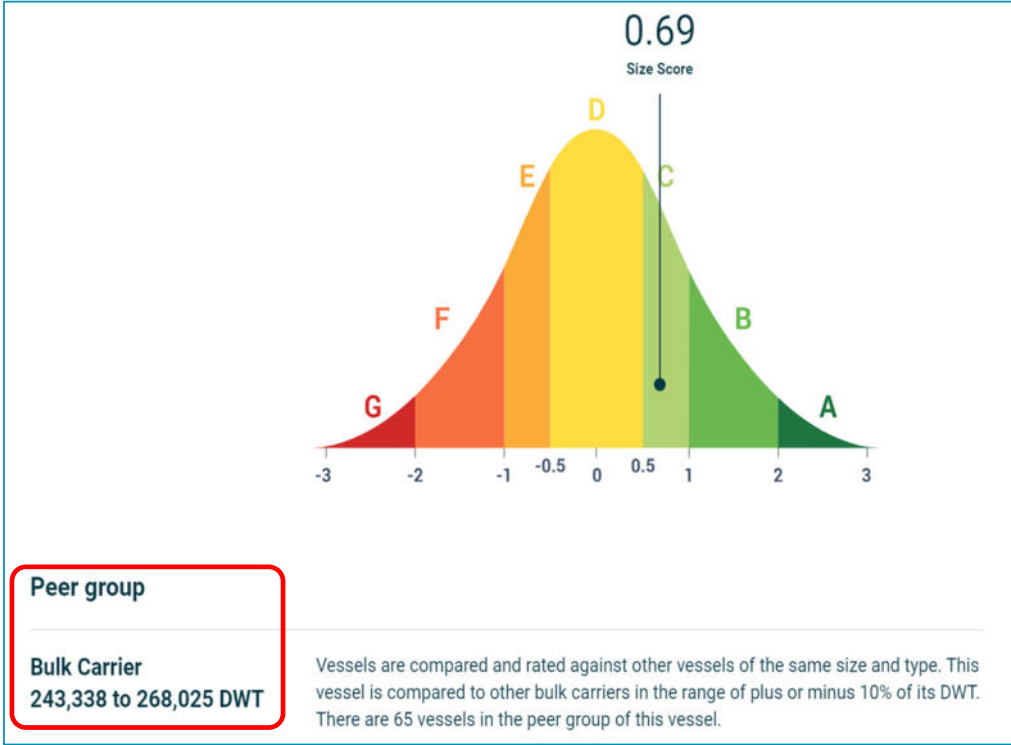 0.69
Size Score
D
E
C
F
B
G
A
-3
-2
-1
-0.5
0
0.5
1
2
3
Peer group
Bulk Carrier
243,338 to 268,025 DWT
Vessels are compared and rated against other vessels of the same size and type. This
vessel is compared to other bulk carriers in the range of plus or minus 10% of its DWT.
There are 65 vessels in the peer group of this vessel.